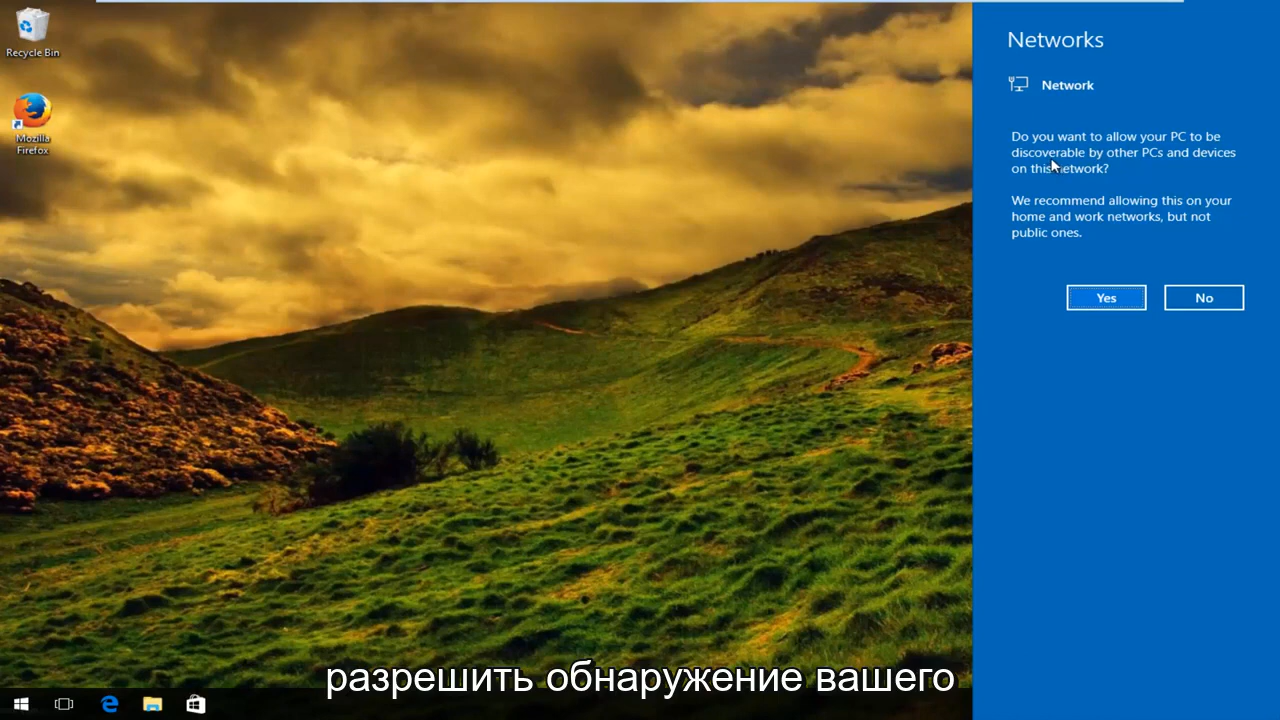 Recycle Bin
Mozilla
Firefox
Networks
Network
Do you want to allow your PC to be
discoverable by other PCs and devices
on this network?
We recommend allowing this on your
home and work networks, but not
public ones.
Yes
No
разрешить обнаружение вашего